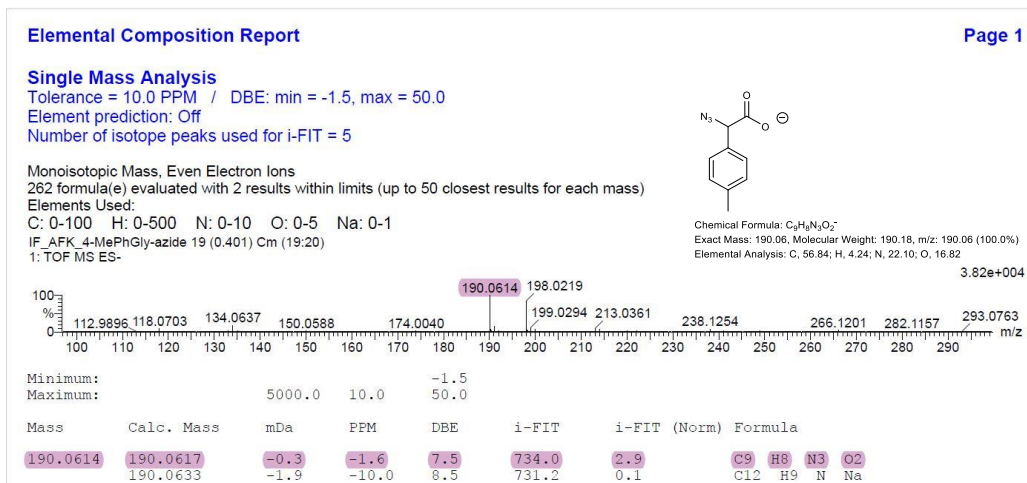 Elemental Composition Report Page 1
Single Mass Analysis
Tolerance = 10.0 PPM / DBE: min = -1.5, max = 50.0
Element prediction: Off
Number of isotope peaks used for i-FIT = 5
Monoisotopic Mass, Even Electron Ions
262 formula(e) evaluated with 2 results within limits (up to 50 closest results for each mass)
Elements Used:
C: 0-100 H: 0-500 N: 0-10 O: 0-5 Na: 0-1
IF_AFK_4-MePhGly-azide 19 (0.401) Cm (19:20)
1: TOF MS ES-
O
N₃
O ⊖
Chemical Formula: C₉H₈N₃O₂⁻
Exact Mass: 190.06, Molecular Weight: 190.18, m/z: 190.06 (100.0%)
Elemental Analysis: C, 56.84; H, 4.24; N, 22.10; O, 16.82
3.82e+004
100
%
0
190.0614 198.0219
112.9896 118.0703 134.0637 150.0588 174.0040 199.0294 213.0361 238.1254 266.1201 282.1157 293.0763
m/z
100 110 120 130 140 150 160 170 180 190 200 210 220 230 240 250 260 270 280 290
Minimum: -1.5
Maximum: 5000.0 10.0 50.0
Mass Calc. Mass mDa PPM DBE i-FIT i-FIT (Norm) Formula
190.0614 190.0617 -0.3 -1.6 7.5 734.0 2.9 C9 H8 N3 O2
190.0633 -1.9 -10.0 8.5 731.2 0.1 C12 H9 N Na